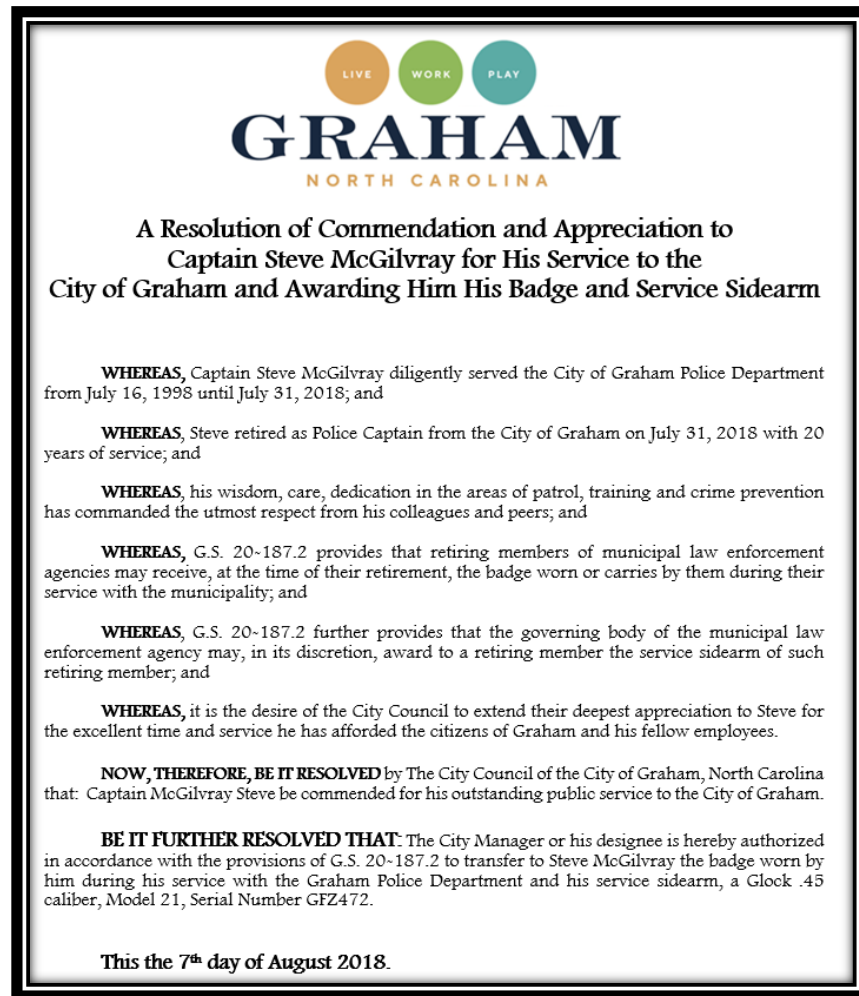 LIVE WORK PLAY
GRAHAM
NORTH CAROLINA
A Resolution of Commendation and Appreciation to
Captain Steve McGilvray for His Service to the
City of Graham and Awarding Him His Badge and Service Sidearm
WHEREAS, Captain Steve McGilvray diligently served the City of Graham Police Department
from July 16, 1998 until July 31, 2018; and
WHEREAS, Steve retired as Police Captain from the City of Graham on July 31, 2018 with 20
years of service; and
WHEREAS, his wisdom, care, dedication in the areas of patrol, training and crime prevention
has commanded the utmost respect from his colleagues and peers; and
WHEREAS, G.S. 20-187.2 provides that retiring members of municipal law enforcement
agencies may receive, at the time of their retirement, the badge worn or carries by them during their
service with the municipality; and
WHEREAS, G.S. 20-187.2 further provides that the governing body of the municipal law
enforcement agency may, in its discretion, award to a retiring member the service sidearm of such
retiring member; and
WHEREAS, it is the desire of the City Council to extend their deepest appreciation to Steve for
the excellent time and service he has afforded the citizens of Graham and his fellow employees.
NOW, THEREFORE, BE IT RESOLVED by The City Council of the City of Graham, North Carolina
that: Captain McGilvray Steve be commended for his outstanding public service to the City of Graham.
BE IT FURTHER RESOLVED THAT: The City Manager or his designee is hereby authorized
in accordance with the provisions of G.S. 20-187.2 to transfer to Steve McGilvray the badge worn by
him during his service with the Graham Police Department and his service sidearm, a Glock .45
caliber, Model 21, Serial Number GFZ472.
This the 7th day of August 2018.